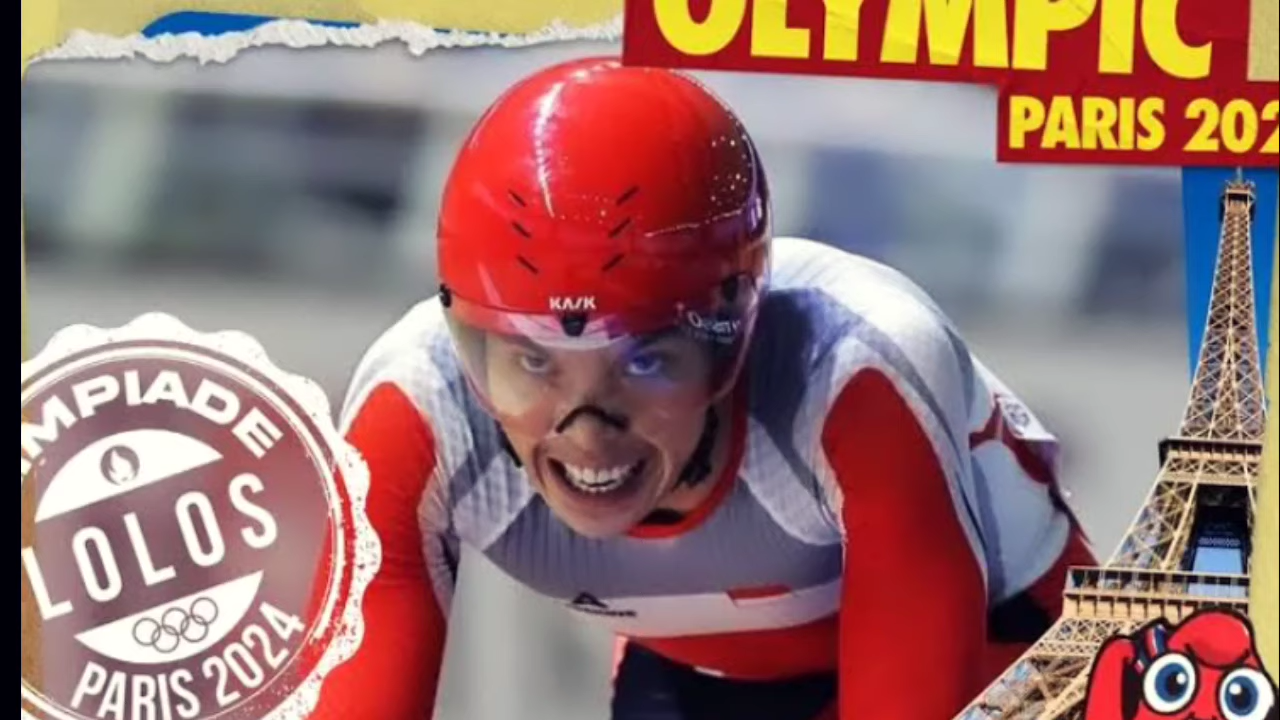 OLYMPIC
PARIS 202
KASK
MPIADE
LOLOS
PARIS 2024